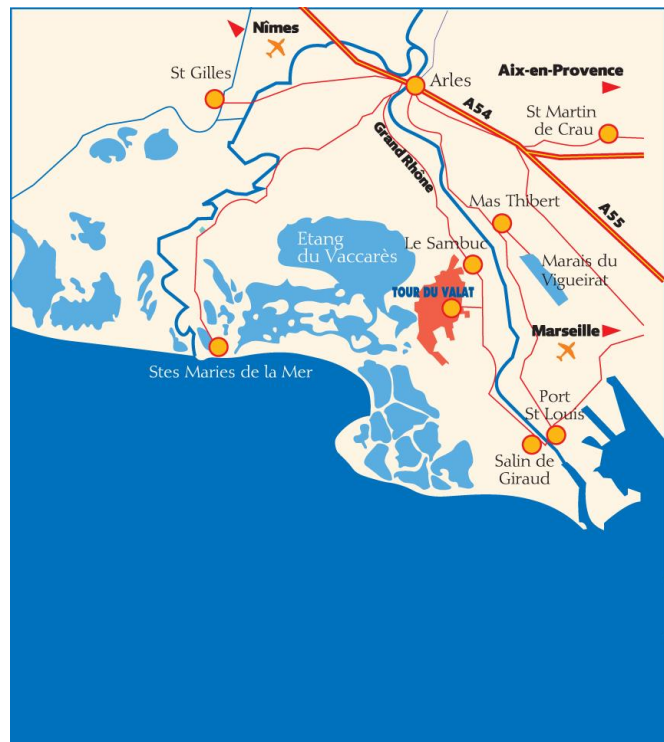 Nîmes
St Gilles
Arles
Aix-en-Provence
A54
St Martin
de Crau
Grand Rhône
Mas Thibert
A55
Etang
du Vaccarès
Le Sambuc
Marais du
Vigueirat
TOUR DU VALAT
Marseille
Stes Maries de la Mer
Port
St Louis
Salin de
Giraud